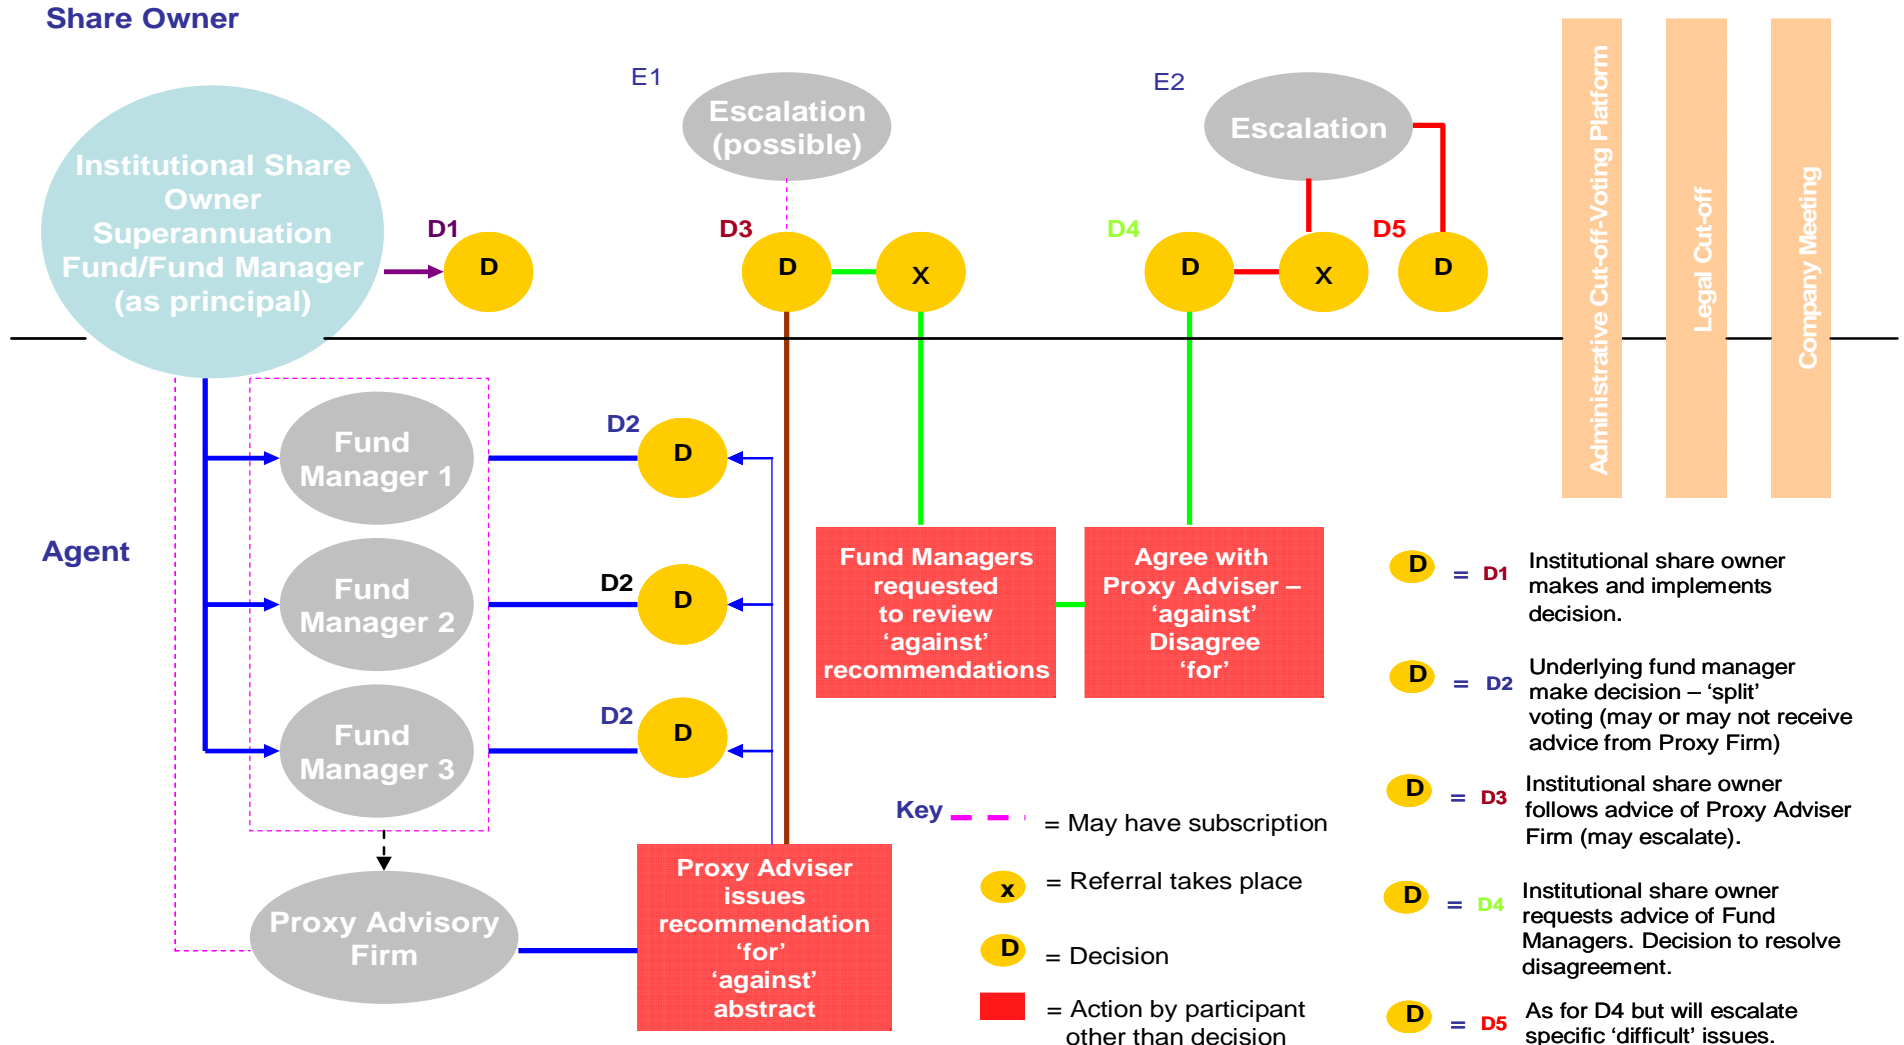 Share Owner
E1
E2
Escalation
(possible)
Escalation
Institutional Share
Owner
Superannuation
Fund/Fund Manager
(as principal)
D1
D
D3
D
X
D4
D
X
D5
D
Administrative Cut-off-Voting Platform
Legal Cut-off
Company Meeting
Agent
Fund
Manager 1
D2
D
Fund
Manager 2
D2
D
Fund
Manager 3
D2
D
Proxy Advisory
Firm
Proxy Adviser
issues
recommendation
‘for’
‘against’
abstract
Fund Managers
requested
to review
‘against’
recommendations
Agree with
Proxy Adviser –
‘against’
Disagree
‘for’
Key
= May have subscription
x = Referral takes place
D = Decision
= Action by participant
other than decision
D = D1 Institutional share owner
makes and implements
decision.
D = D2 Underlying fund manager
make decision – ‘split’
voting (may or may not receive
advice from Proxy Firm)
D = D3 Institutional share owner
follows advice of Proxy Adviser
Firm (may escalate).
D = D4 Institutional share owner
requests advice of Fund
Managers. Decision to resolve
disagreement.
D = D5 As for D4 but will escalate
specific ‘difficult’ issues.